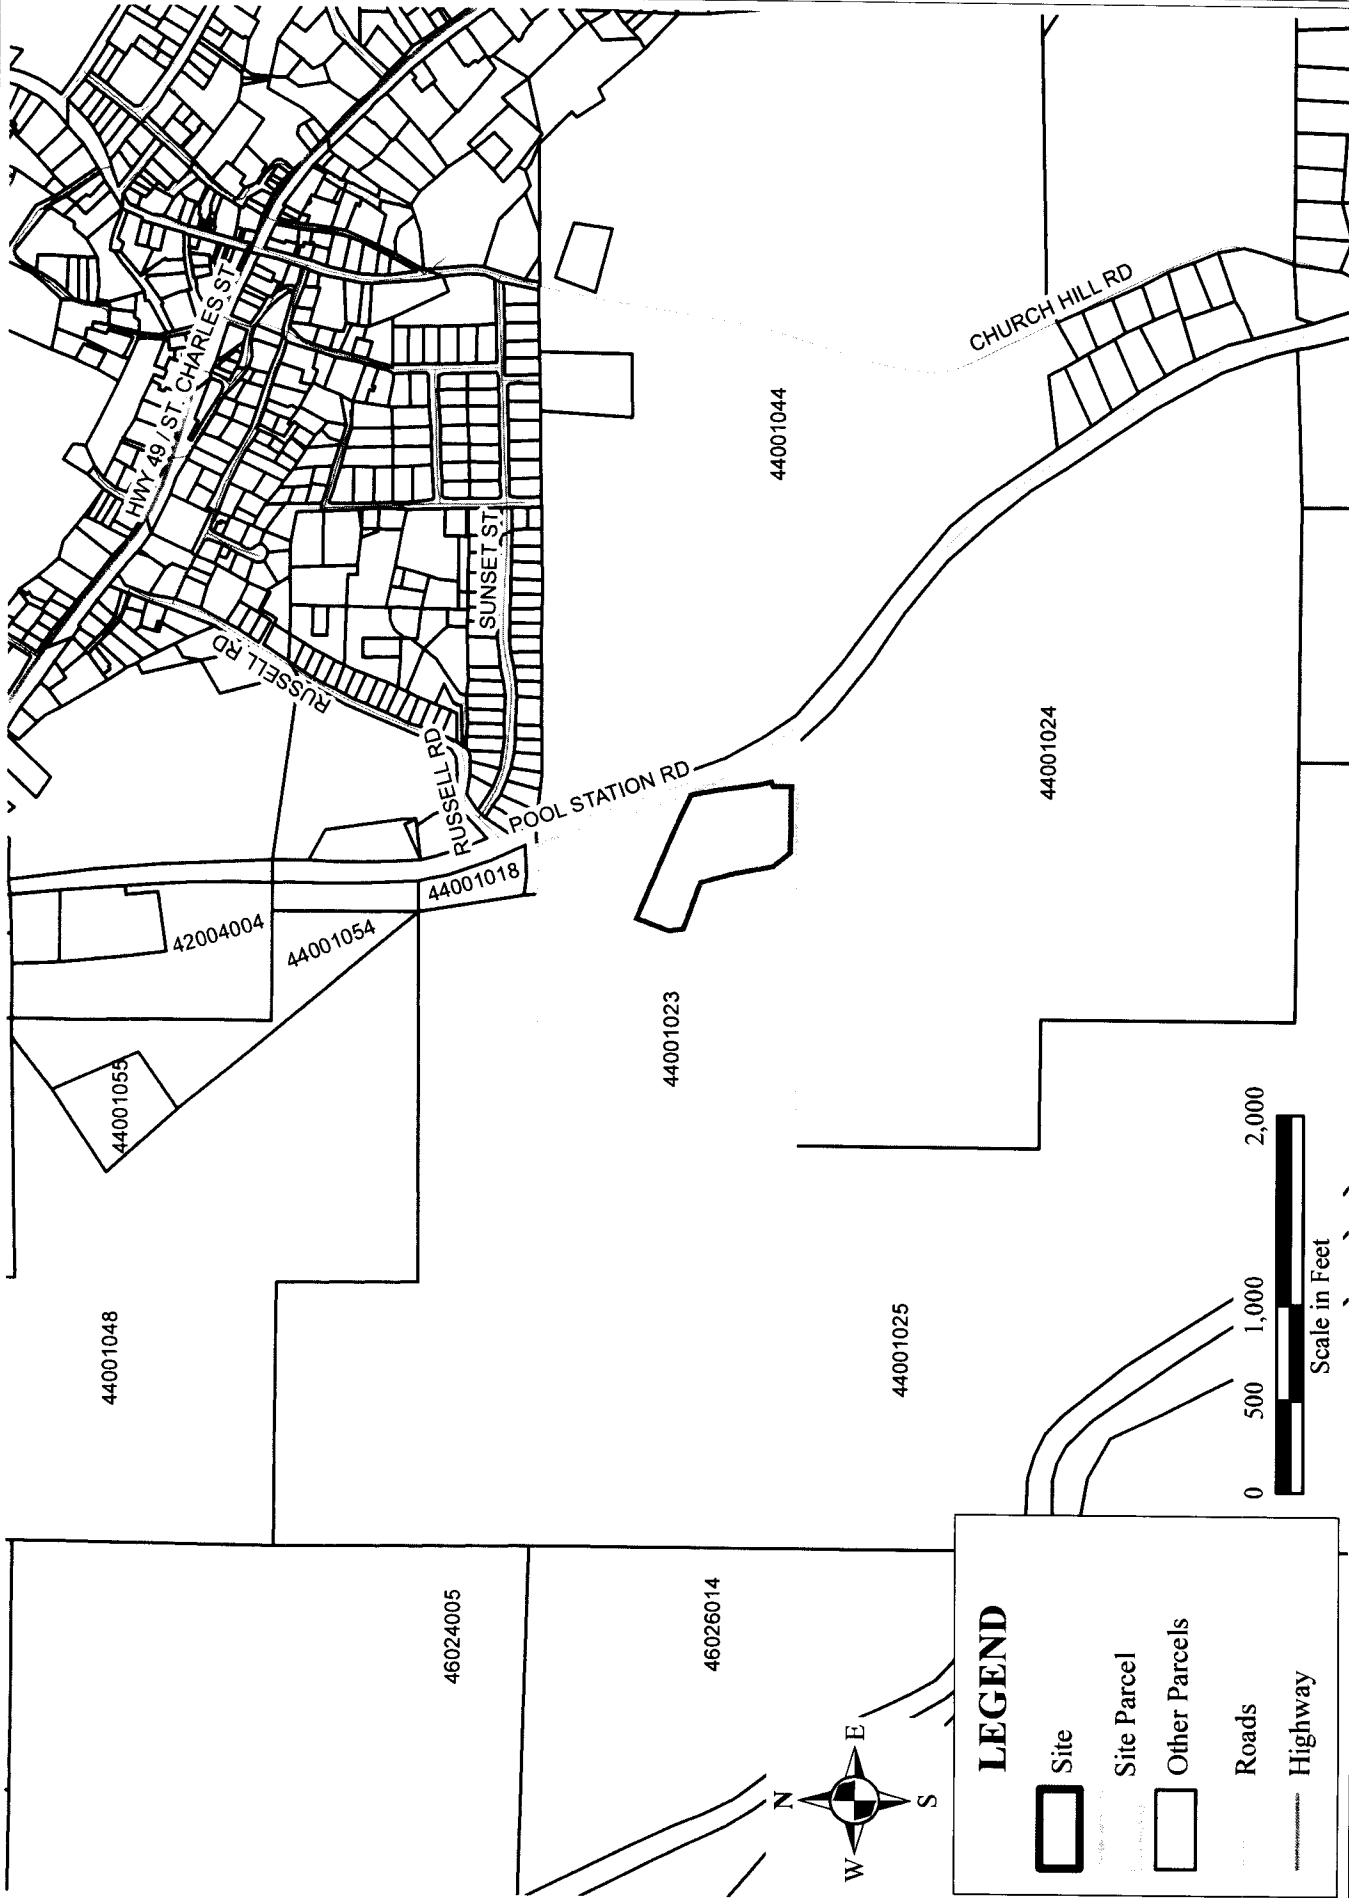 HWY 49 / ST. CHARLES ST
RUSSELL RD
RUSSELL RD
SUNSET ST
POOL STATION RD
CHURCH HILL RD
42004004
44001054
44001018
44001055
44001048
44001023
44001044
44001024
44001025
46024005
46026014
N
W
E
S
LEGEND
Site
Site Parcel
Other Parcels
Roads
Highway
0 500 1,000 2,000
Scale in Feet